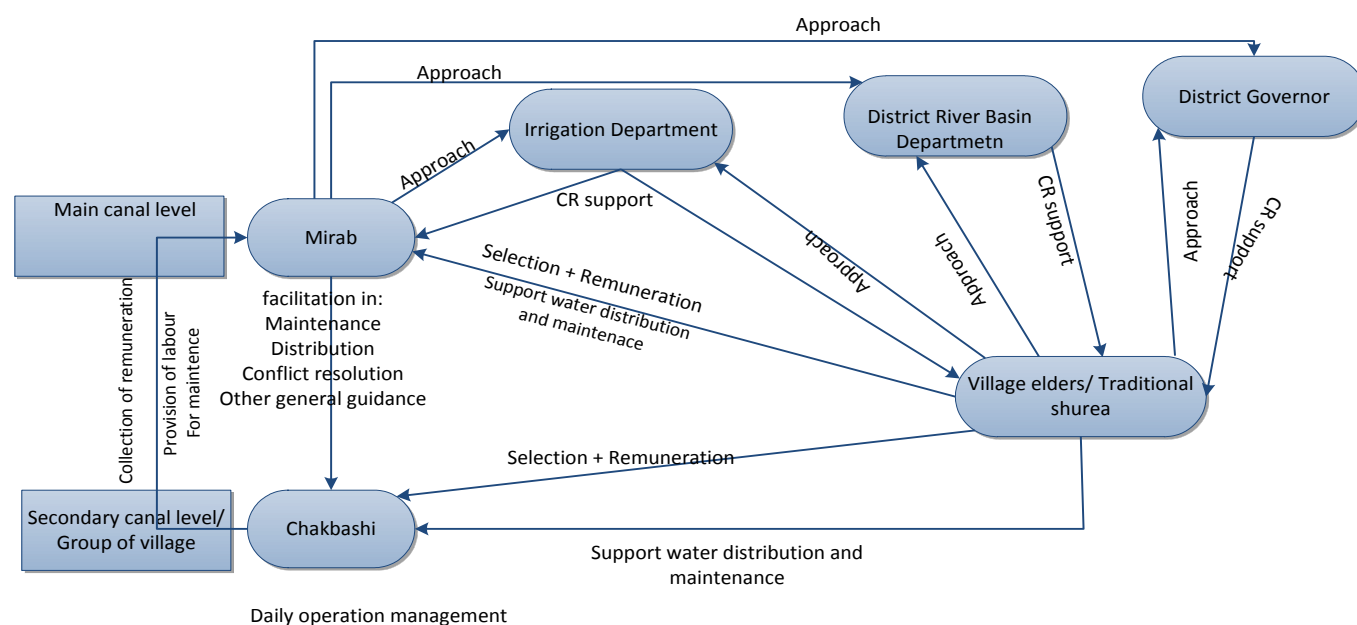 Approach
Approach
District Governor
District River Basin
Departmetn
Irrigation Department
Approach
CR support
CR support
Approach
CR support
Main canal level
Mirab
Approach
Approach
Selection + Remuneration
Support water distribution
and maintenace
facilitation in:
Maintenance
Distribution
Conflict resolution
Other general guidance
Collection of remuneration
Provision of labour
For maintence
Village elders/ Traditional
shurea
Selection + Remuneration
Secondary canal level/
Group of village
Chakbashi
Support water distribution and
maintenance
Daily operation management